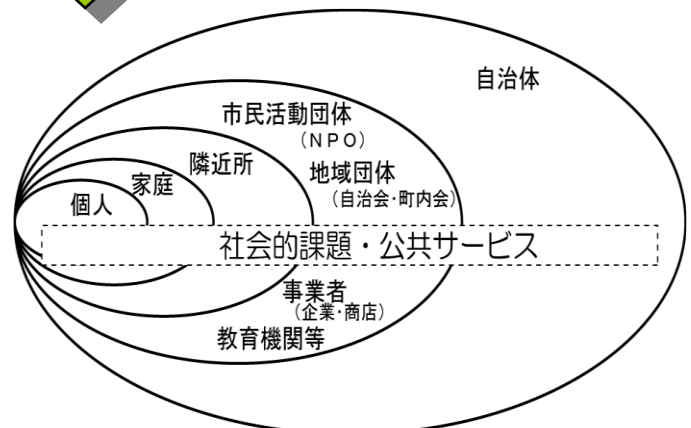 自治体
市民活動団体
（ＮＰＯ）
隣近所
地域団体
家庭
（自治会･町内会）
個人
社会的課題・公共サービス
事業者
（企業･商店）
教育機関等